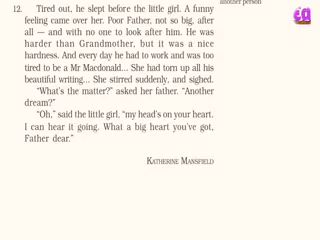 another person
12. Tired out, he slept before the little girl. A funny
feeling came over her. Poor Father, not so big, after
all — and with no one to look after him. He was
harder than Grandmother, but it was a nice
hardness. And every day he had to work and was too
tired to be a Mr Macdonald... She had torn up all his
beautiful writing... She stirred suddenly, and sighed.
“What's the matter?” asked her father. “Another
dream?”
“Oh,” said the little girl, “my head's on your heart.
I can hear it going. What a big heart you've got,
Father dear.”
KATHERINE MANSFIELD